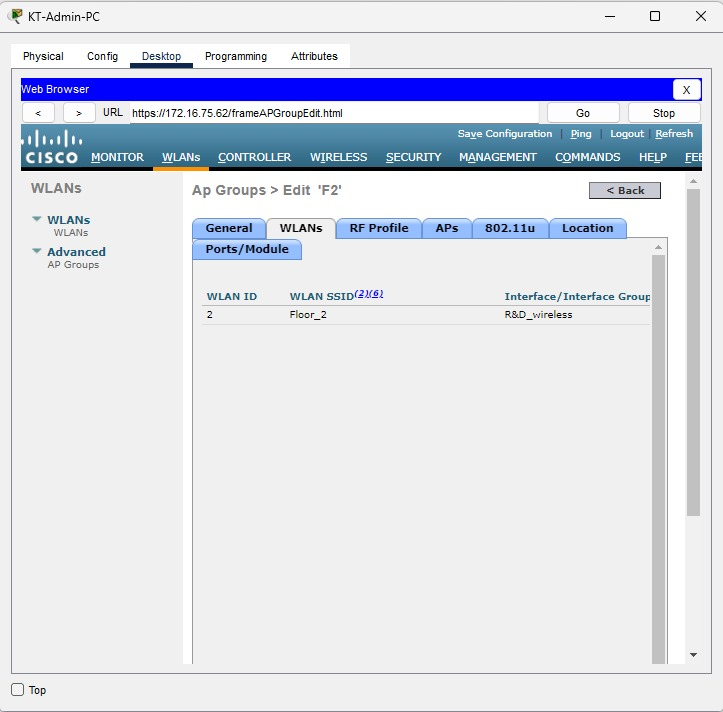 KT-Admin-PC
Physical Config Desktop Programming Attributes
Web Browser X
< > URL https://172.16.75.62/frameAPGroupEdit.html Go Stop
Save Configuration | Ping | Logout | Refresh
CISCO MONITOR WLANs CONTROLLER WIRELESS SECURITY MANAGEMENT COMMANDS HELP FEE
WLANs
WLANs
WLANs
Advanced
AP Groups
Ap Groups > Edit 'F2' < Back
General WLANs RF Profile APs 802.11u Location
Ports/Module
WLAN ID WLAN SSID(2)(6) Interface/Interface Group
2 Floor_2 R&D_wireless
Top